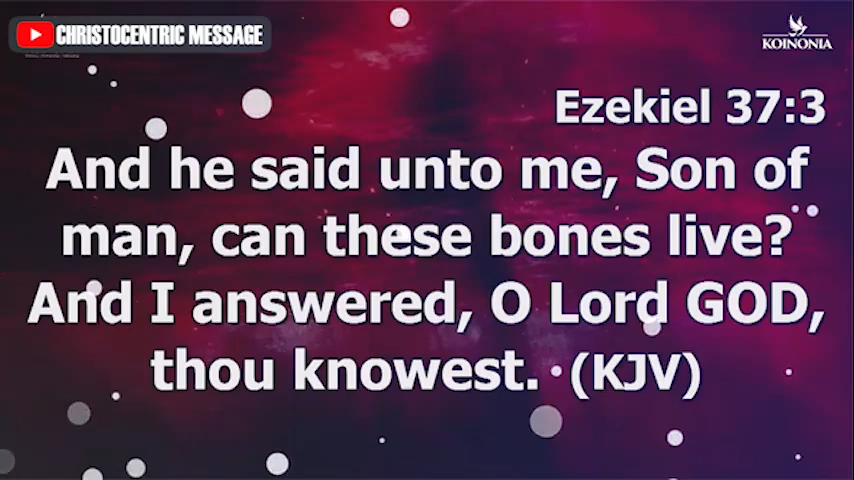 CHRISTOCENTRIC MESSAGE
KOINONIA
Ezekiel 37:3
And he said unto me, Son of
man, can these bones live?
And I answered, O Lord GOD,
thou knowest. (KJV)